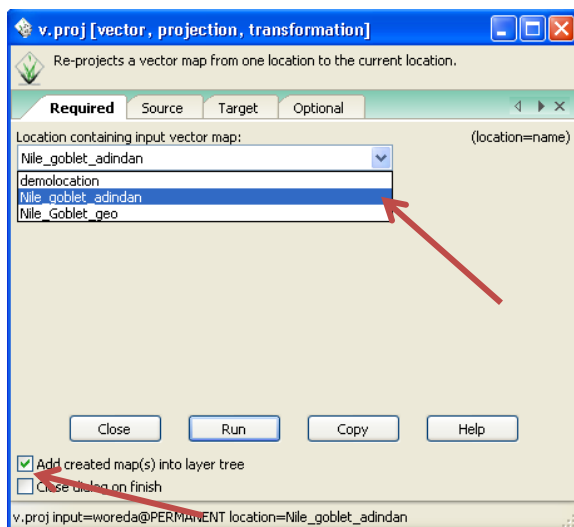 v.proj [vector, projection, transformation]
Re-projects a vector map from one location to the current location.
Required Source Target Optional
Location containing input vector map: (location=name)
Nile_goblet_adindan
demolocation
Nile_goblet_adindan
Nile_Goblet_geo
Close Run Copy Help
Add created map(s) into layer tree
Close dialog on finish
v.proj input=woreda@PERMANENT location=Nile_goblet_adindan